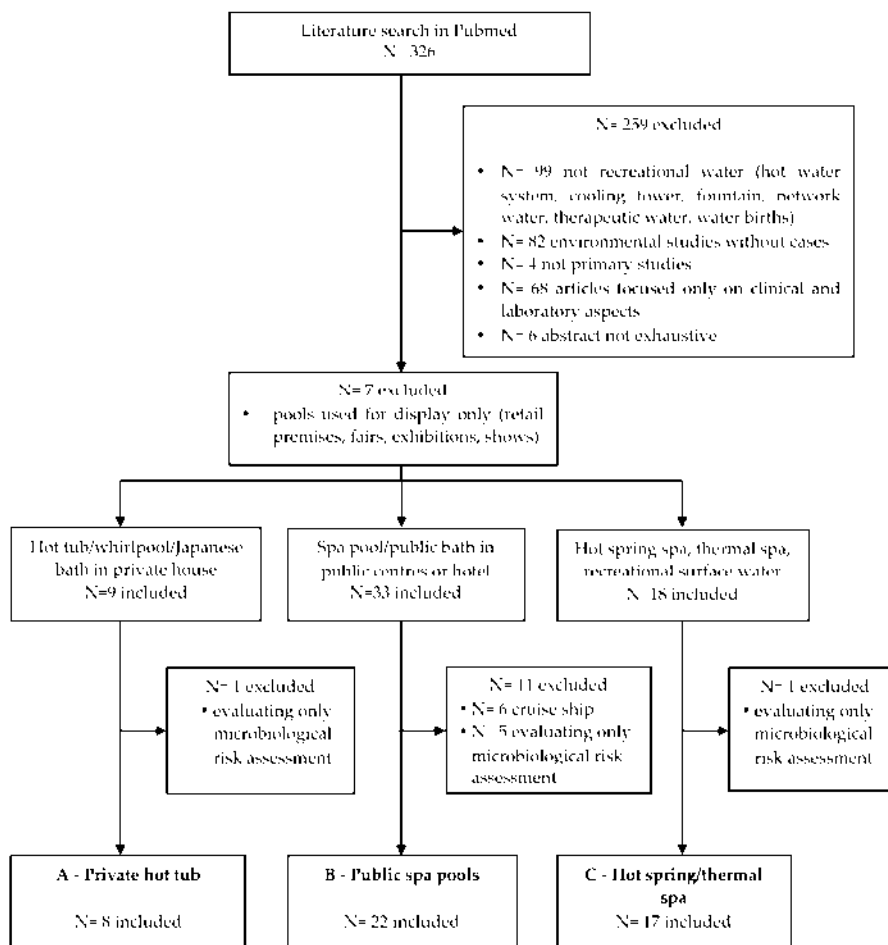 Literature search in Pubmed
N= 326
N= 259 excluded
• N= 99 not recreational water (hot water
system, cooling tower, fountain, network
water, therapeutic water, water births)
• N= 82 environmental studies without cases
• N= 4 not primary studies
• N= 68 articles focused only on clinical and
laboratory aspects
• N= 6 abstract not exhaustive
N= 7 excluded
• pools used for display only (retail
premises, fairs, exhibitions, shows)
Hot tub/whirlpool/Japanese
bath in private house
N=9 included
Spa pool/public bath in
public centres or hotel
N=33 included
Hot spring spa, thermal spa,
recreational surface water
N=18 included
N= 1 excluded
• evaluating only
microbiological
risk assessment
N= 11 excluded
• N= 6 cruise ship
• N= 5 evaluating only
microbiological risk
assessment
N= 1 excluded
• evaluating only
microbiological
risk assessment
A - Private hot tub
N= 8 included
B - Public spa pools
N= 22 included
C - Hot spring/thermal
spa
N= 17 included